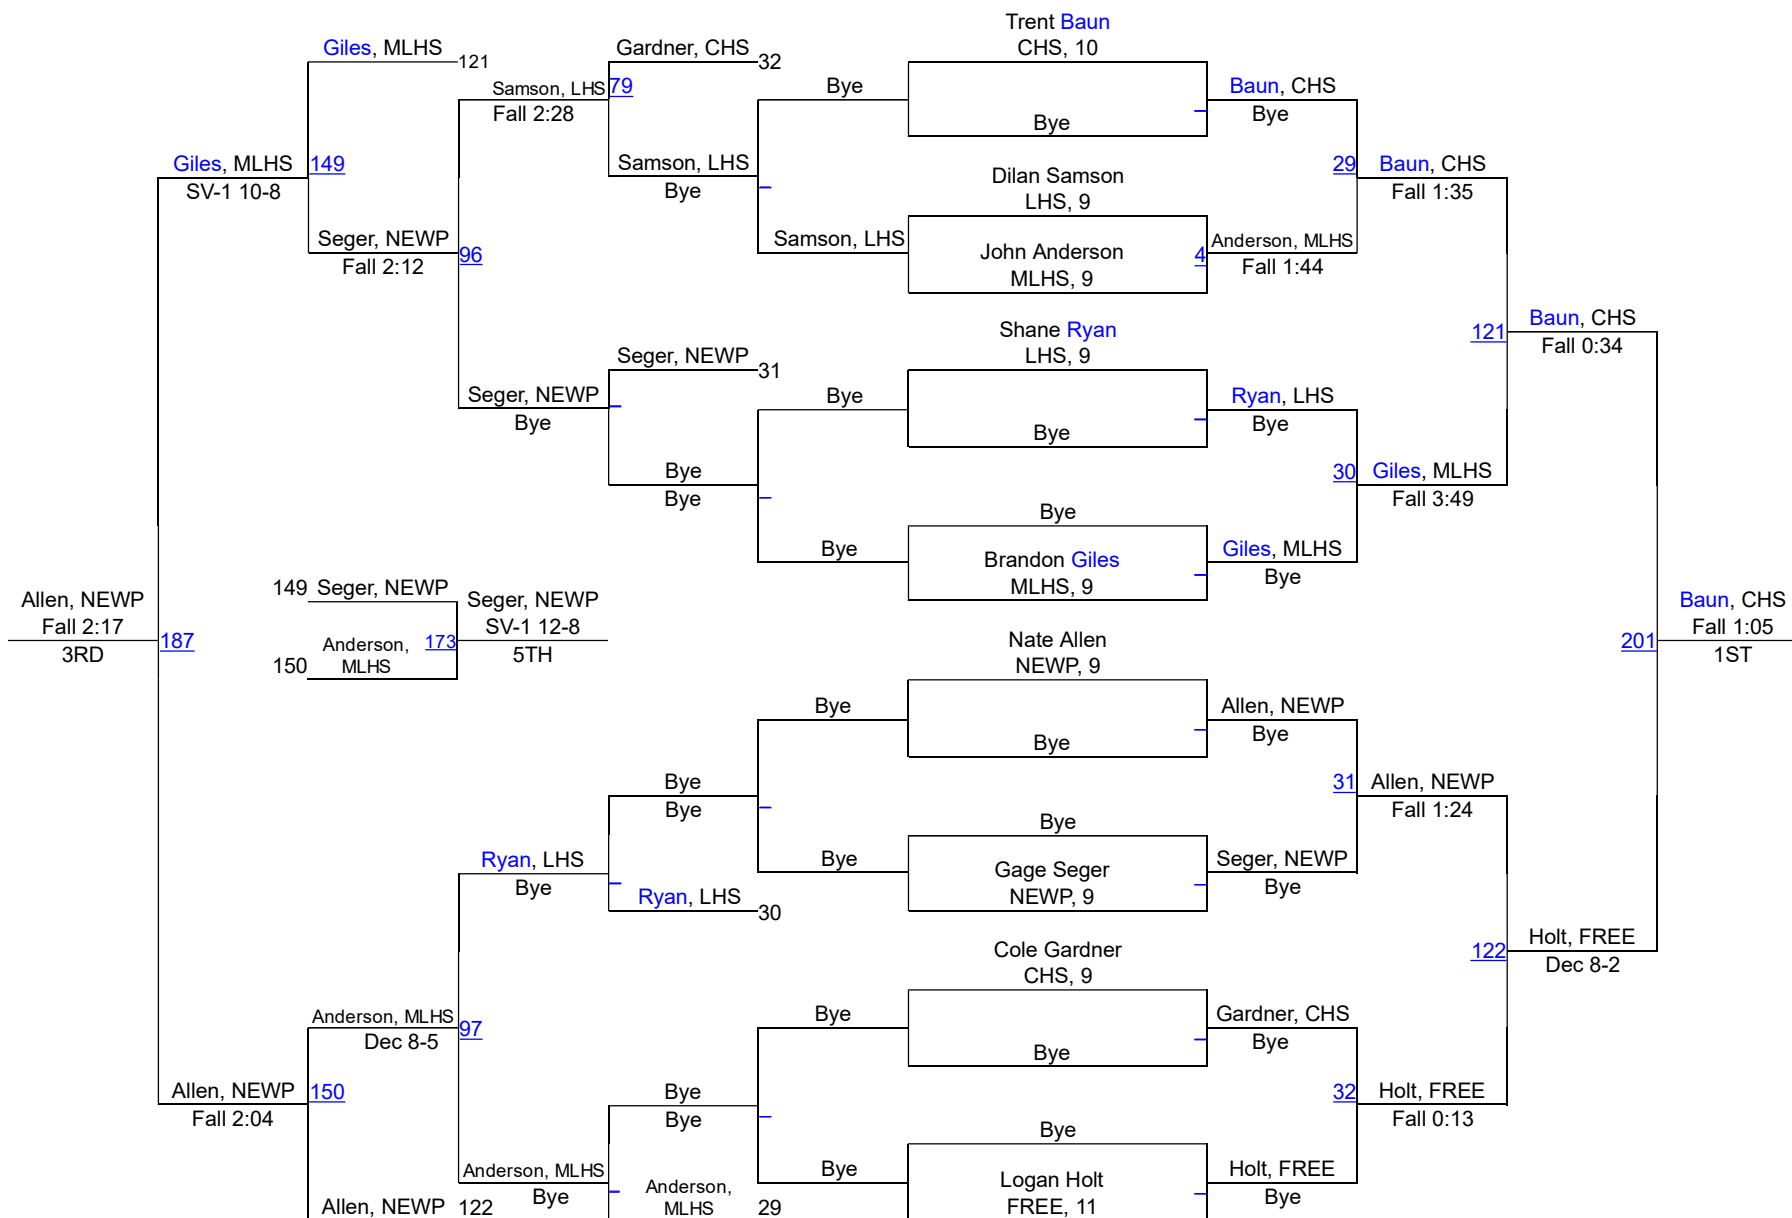 Trent Baun
CHS, 10
Giles, MLHS
121
Gardner, CHS
32
Samson, LHS
79
Fall 2:28
Bye
Baun, CHS
Bye
Bye
Giles, MLHS
149
SV-1 10-8
Samson, LHS
Bye
29
Baun, CHS
Fall 1:35
Dilan Samson
LHS, 9
Seger, NEWP
96
Fall 2:12
Samson, LHS
John Anderson
MLHS, 9
4
Anderson, MLHS
Fall 1:44
Shane Ryan
LHS, 9
121
Baun, CHS
Fall 0:34
Seger, NEWP
31
Seger, NEWP
Bye
Bye
Bye
Ryan, LHS
Bye
Bye
Bye
30
Giles, MLHS
Fall 3:49
Bye
Bye
Brandon Giles
MLHS, 9
Giles, MLHS
Bye
149
Seger, NEWP
Seger, NEWP
SV-1 12-8
5TH
173
Anderson,
MLHS
150
Allen, NEWP
Fall 2:17
3RD
187
Baun, CHS
Fall 1:05
1ST
201
Nate Allen
NEWP, 9
Bye
Bye
Allen, NEWP
Bye
Bye
Bye
31
Allen, NEWP
Fall 1:24
Ryan, LHS
Bye
Bye
Bye
Gage Seger
NEWP, 9
Seger, NEWP
Bye
Ryan, LHS
30
Cole Gardner
CHS, 9
122
Holt, FREE
Dec 8-2
Anderson, MLHS
97
Dec 8-5
Bye
Bye
Gardner, CHS
Bye
Allen, NEWP
150
Fall 2:04
Bye
Bye
32
Holt, FREE
Fall 0:13
Bye
Anderson, MLHS
Bye
Bye
Logan Holt
FREE, 11
Holt, FREE
Bye
Allen, NEWP
122
Anderson,
MLHS
29